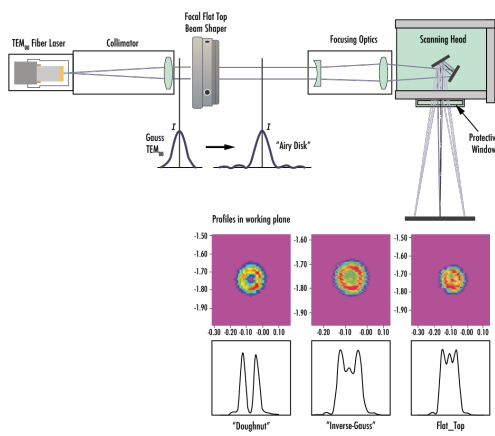 Focal Flat Top
Beam Shaper
TEM₀₀ Fiber Laser
Collimator
Focusing Optics
Scanning Head
I
I
Gauss
TEM₀₀
"Airy Disk"
Protective
Window
Profiles in working plane
-1.50
-1.60
-1.70
-1.80
-1.90
-1.60
-1.70
-1.80
-1.90
-1.50
-1.60
-1.70
-1.80
-1.90
-0.30 -0.20 -0.10 -0.00 0.10
-0.30 -0.20 -0.10 -0.00 0.10
-0.30 -0.20 -0.10 -0.00 0.10
"Doughnut"
"Inverse-Gauss"
Flat_Top